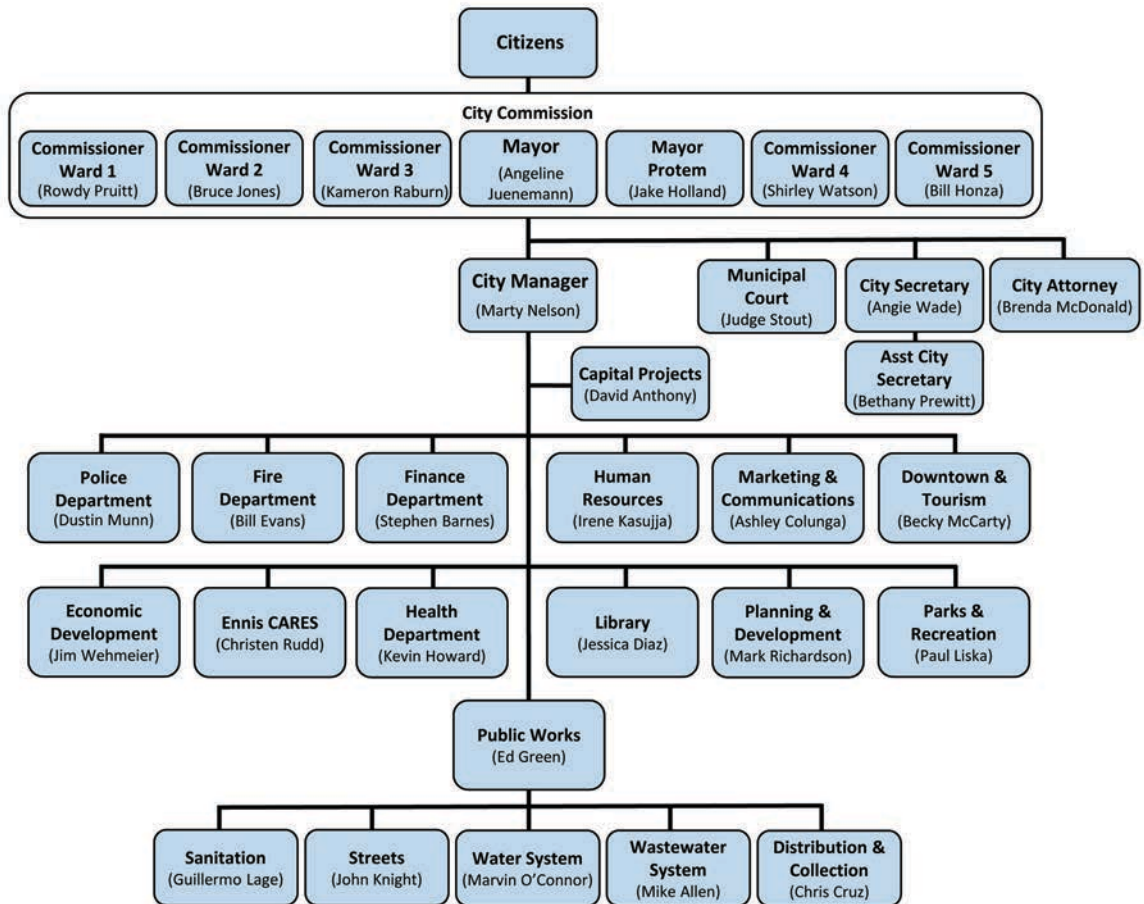 Citizens
City Commission
Commissioner
Ward 1
(Rowdy Pruitt)
Commissioner
Ward 2
(Bruce Jones)
Commissioner
Ward 3
(Kameron Raburn)
Mayor
(Angeline
Juenemann)
Mayor
Protem
(Jake Holland)
Commissioner
Ward 4
(Shirley Watson)
Commissioner
Ward 5
(Bill Honza)
City Manager
(Marty Nelson)
Municipal
Court
(Judge Stout)
City Secretary
(Angie Wade)
City Attorney
(Brenda McDonald)
Capital Projects
(David Anthony)
Asst City
Secretary
(Bethany Prewitt)
Police
Department
(Dustin Munn)
Fire
Department
(Bill Evans)
Finance
Department
(Stephen Barnes)
Human
Resources
(Irene Kasujja)
Marketing &
Communications
(Ashley Colunga)
Downtown &
Tourism
(Becky McCarty)
Economic
Development
(Jim Wehmeier)
Ennis CARES
(Christen Rudd)
Health
Department
(Kevin Howard)
Library
(Jessica Diaz)
Planning &
Development
(Mark Richardson)
Parks &
Recreation
(Paul Liska)
Public Works
(Ed Green)
Sanitation
(Guillermo Lage)
Streets
(John Knight)
Water System
(Marvin O’Connor)
Wastewater
System
(Mike Allen)
Distribution &
Collection
(Chris Cruz)